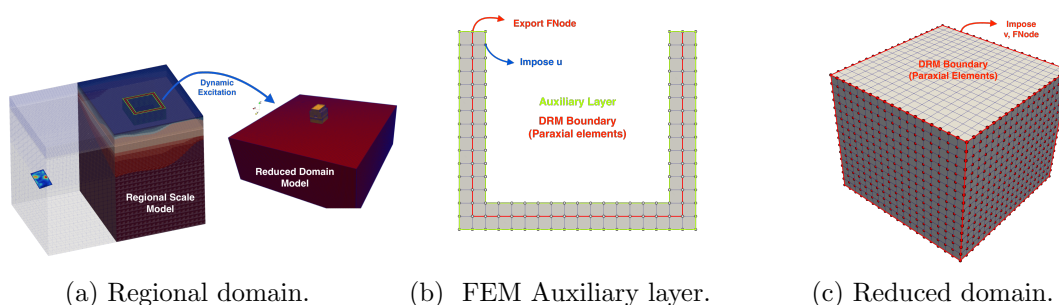 Dynamic
Excitation
Regional Scale
Model
Reduced Domain
Model
(a) Regional domain.
Export FNode
Impose u
Auxiliary Layer
DRM Boundary
(Paraxial elements)
(b) FEM Auxiliary layer.
Impose
v, FNode
DRM Boundary
(Paraxial Elements)
(c) Reduced domain.